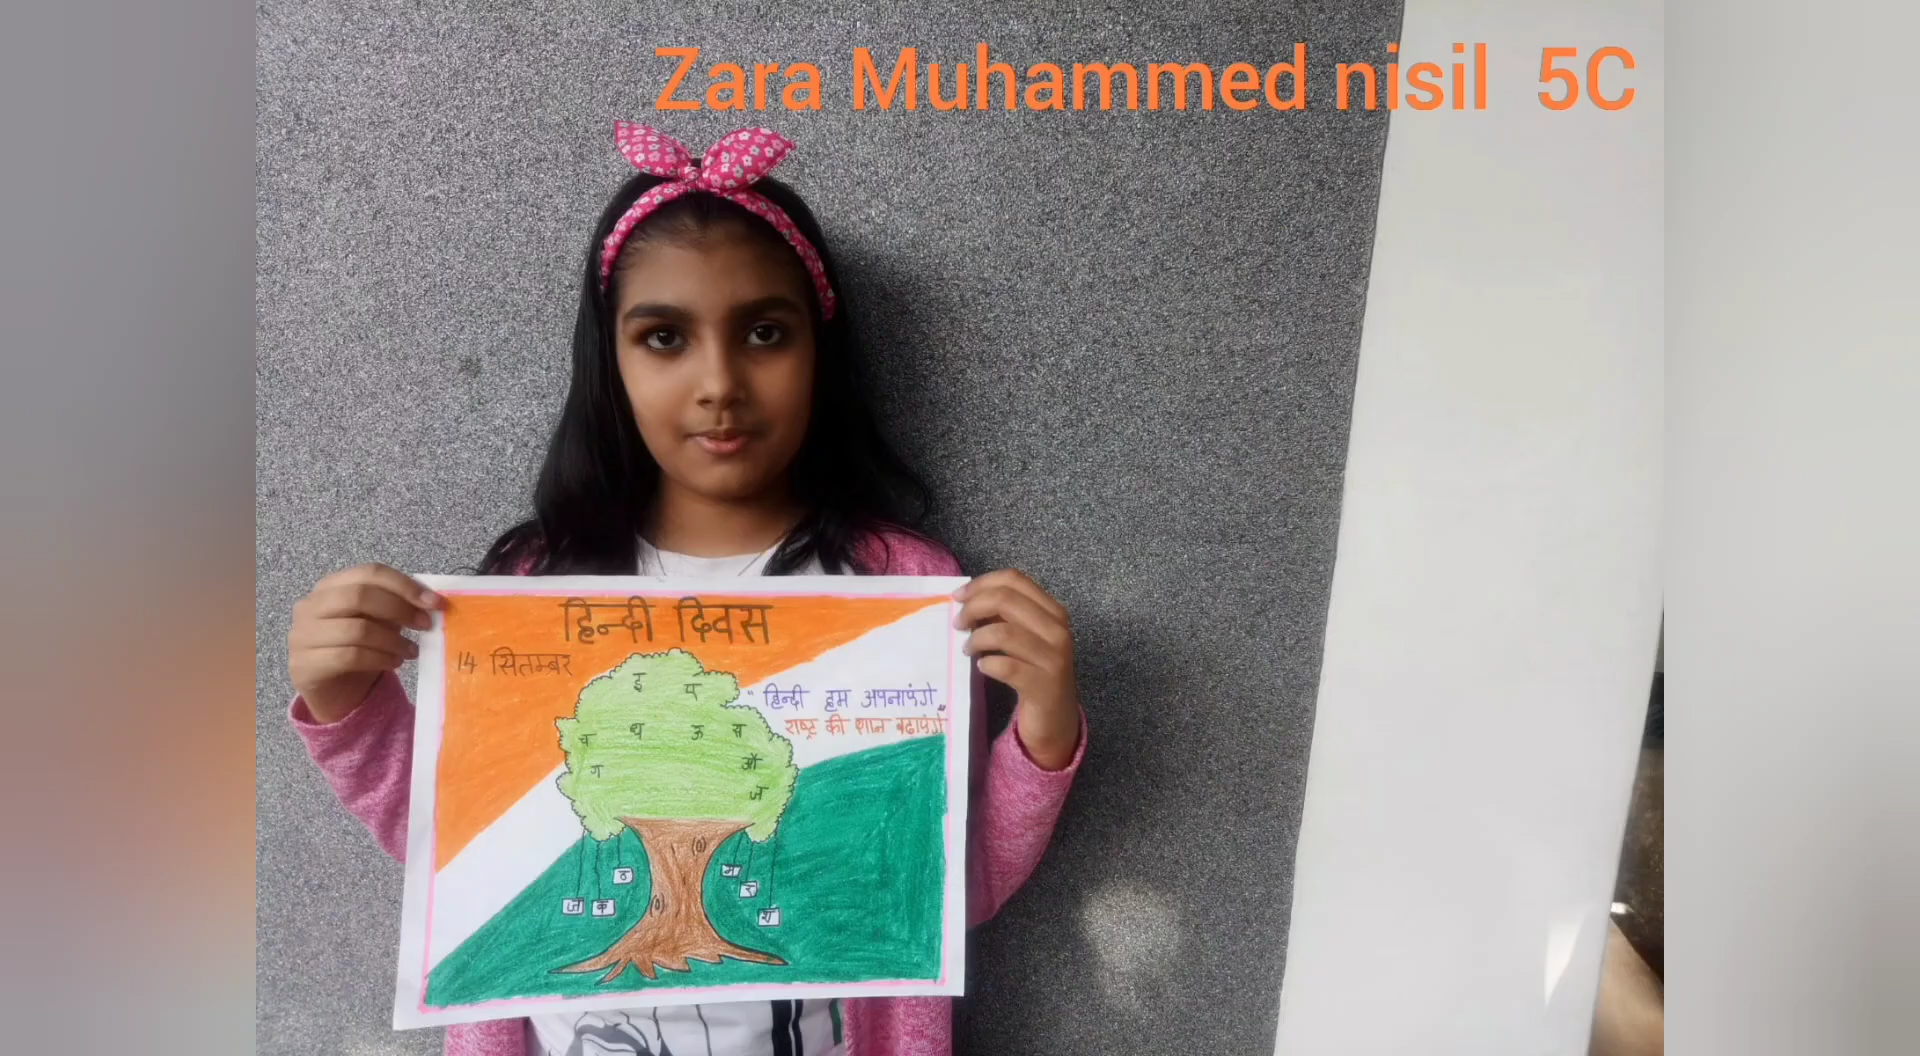 Zara Muhammed nisil 5C
हिन्दी दिवस
14 सितम्बर
"हिन्दी हम अपनाएंगे
राष्ट्र की शान बढाएंगे"
इ प
च थ ऊ स
ग ओ
ज
ठ म
ज क र
श